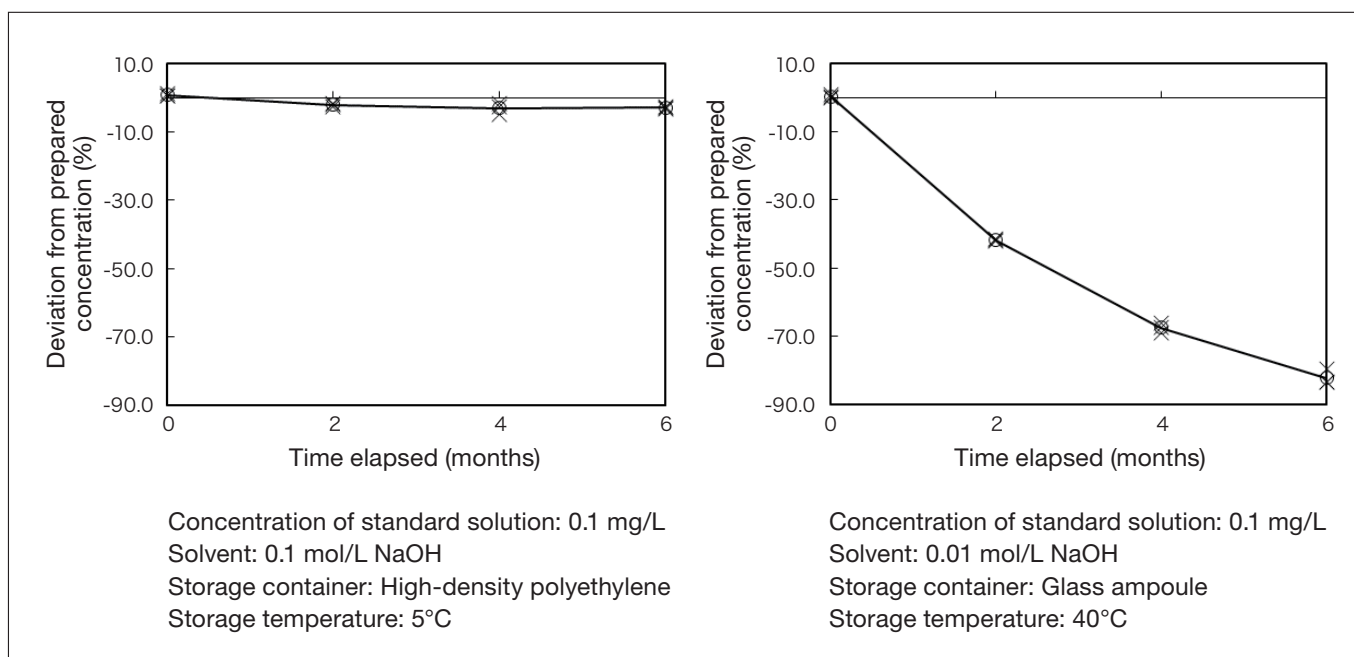 Deviation from prepared
concentration (%)
10.0
-10.0
-30.0
-50.0
-70.0
-90.0
0
2
4
6
Time elapsed (months)
Concentration of standard solution: 0.1 mg/L
Solvent: 0.1 mol/L NaOH
Storage container: High-density polyethylene
Storage temperature: 5°C
Deviation from prepared
concentration (%)
10.0
-10.0
-30.0
-50.0
-70.0
-90.0
0
2
4
6
Time elapsed (months)
Concentration of standard solution: 0.1 mg/L
Solvent: 0.01 mol/L NaOH
Storage container: Glass ampoule
Storage temperature: 40°C